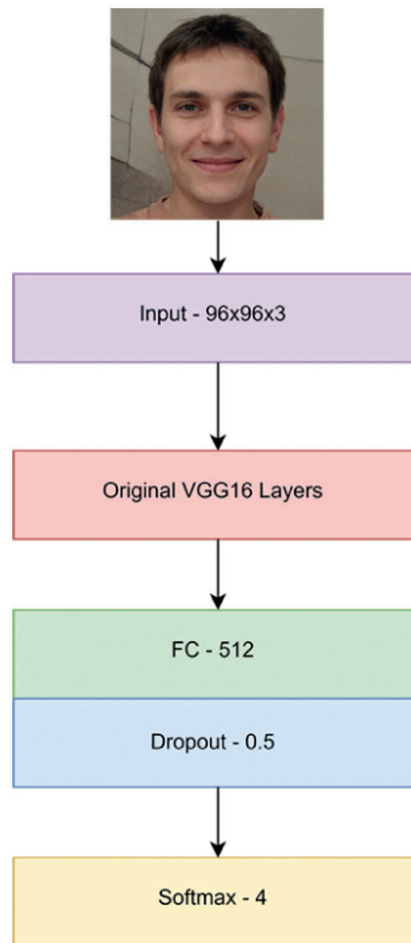 Input - 96x96x3
Original VGG16 Layers
FC - 512
Dropout - 0.5
Softmax - 4